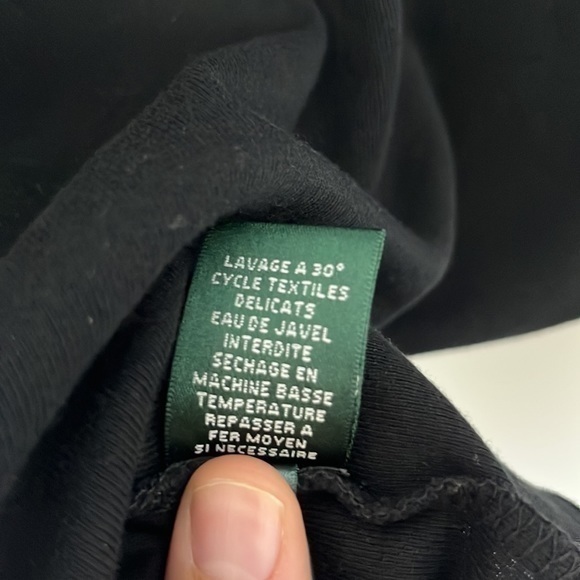 LAVAGE A 30°
CYCLE TEXTILES
DELICATS
EAU DE JAVEL
INTERDITE
SECHAGE EN
MACHINE BASSE
TEMPERATURE
REPASSER A
FER MOYEN
SI NECESSAIRE